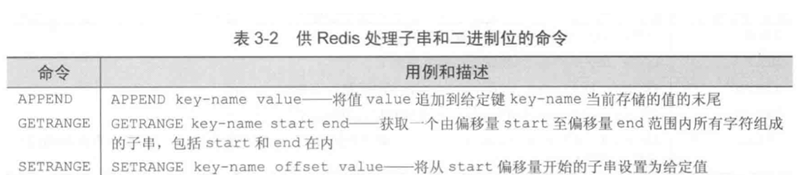 表 3-2 供 Redis 处理子串和二进制位的命令
命令 用例和描述
APPEND APPEND key-name value——将值 value 追加到给定键 key-name 当前存储的值的末尾
GETRANGE GETRANGE key-name start end——获取一个由偏移量 start 至偏移量 end 范围内所有字符组成
的子串，包括 start 和 end 在内
SETRANGE SETRANGE key-name offset value——将从 start 偏移量开始的子串设置为给定值